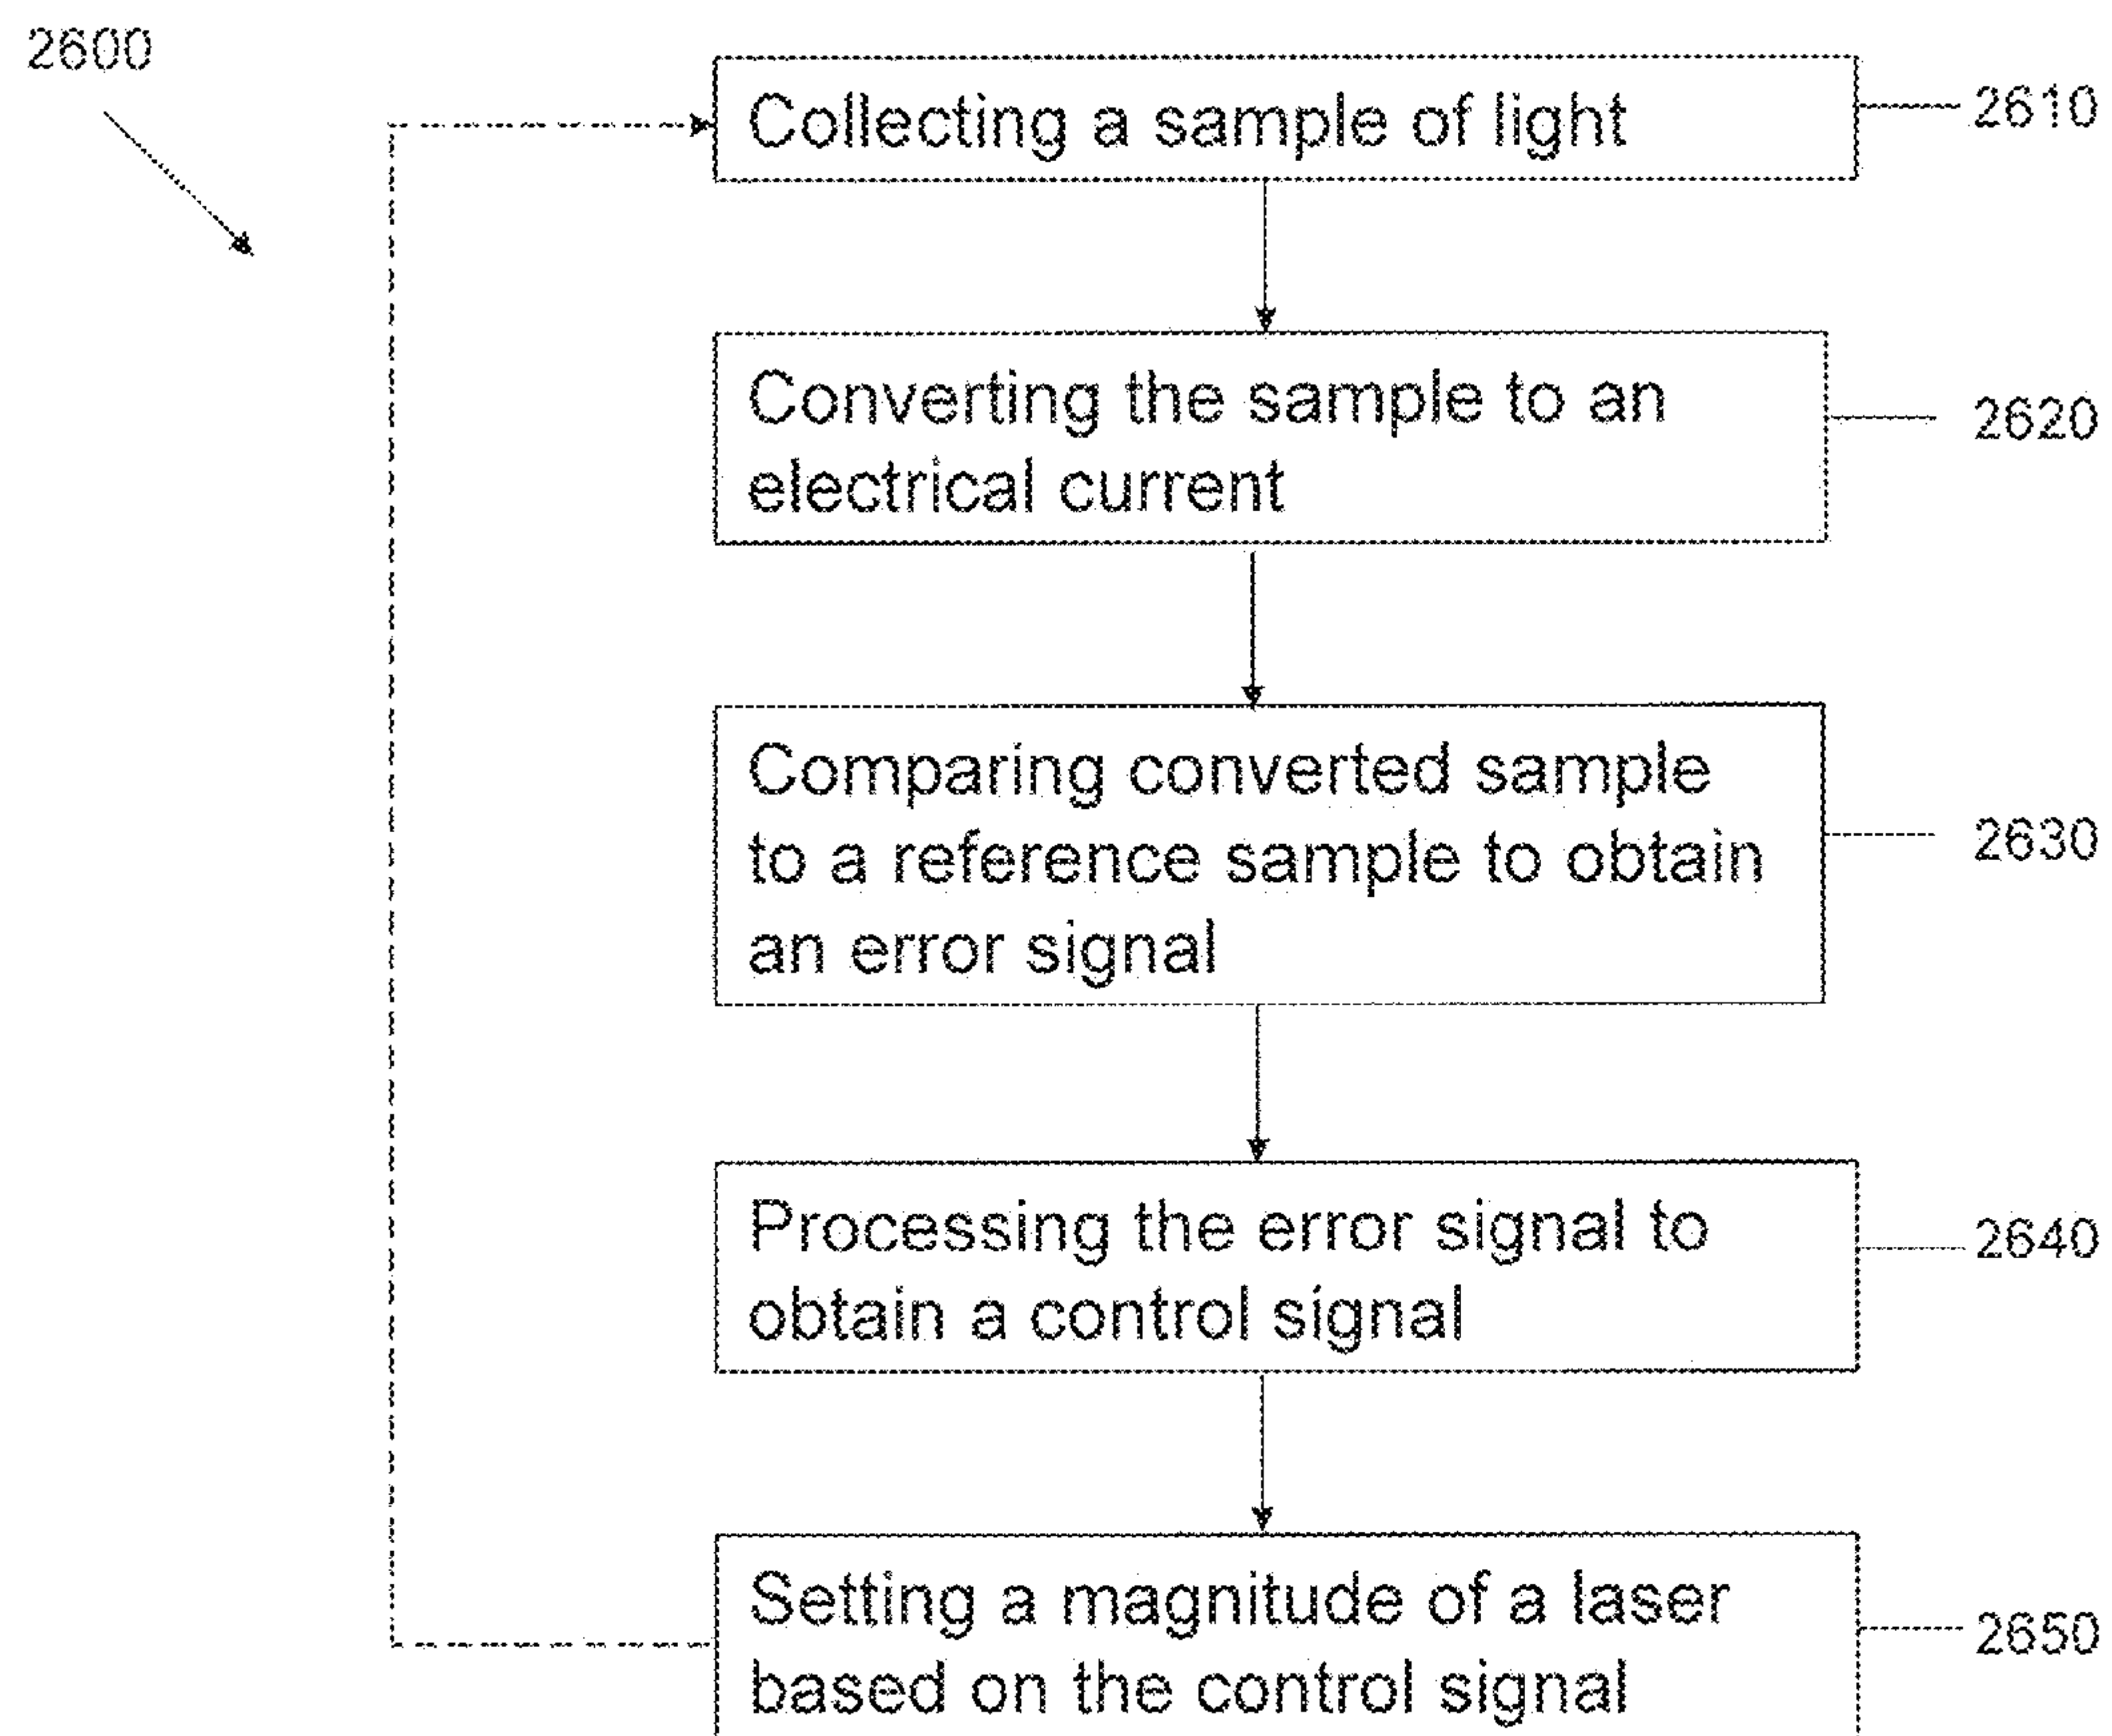 2600
Collecting a sample of light
2610
Converting the sample to an
electrical current
2620
Comparing converted sample
to a reference sample to obtain
an error signal
2630
Processing the error signal to
obtain a control signal
2640
Setting a magnitude of a laser
based on the control signal
2650